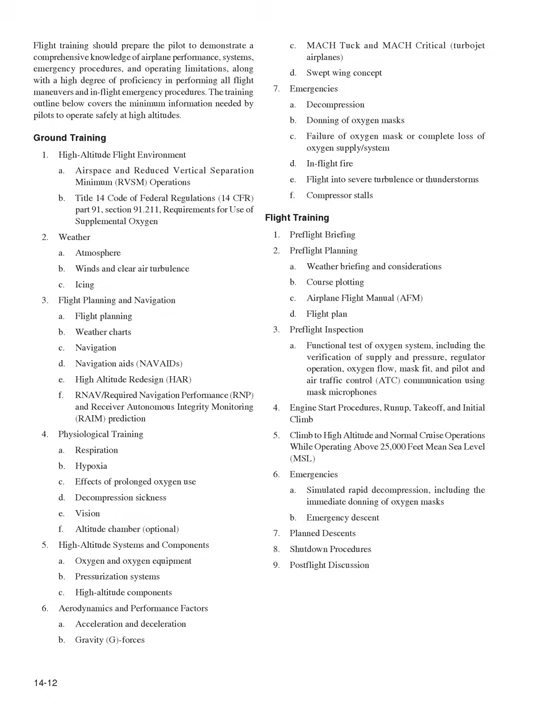 Flight training should prepare the pilot to demonstrate a
comprehensive knowledge of airplane performance, systems,
emergency procedures, and operating limitations, along
with a high degree of proficiency in performing all flight
maneuvers and in-flight emergency procedures. The training
outline below covers the minimum information needed by
pilots to operate safely at high altitudes.
Ground Training
1. High-Altitude Flight Environment
a. Airspace and Reduced Vertical Separation
Minimum (RVSM) Operations
b. Title 14 Code of Federal Regulations (14 CFR)
part 91, section 91.211, Requirements for Use of
Supplemental Oxygen
2. Weather
a. Atmosphere
b. Winds and clear air turbulence
c. Icing
3. Flight Planning and Navigation
a. Flight planning
b. Weather charts
c. Navigation
d. Navigation aids (NAVAIDs)
e. High Altitude Redesign (HAR)
f. RNAV/Required Navigation Performance (RNP)
and Receiver Autonomous Integrity Monitoring
(RAIM) prediction
4. Physiological Training
a. Respiration
b. Hypoxia
c. Effects of prolonged oxygen use
d. Decompression sickness
e. Vision
f. Altitude chamber (optional)
5. High-Altitude Systems and Components
a. Oxygen and oxygen equipment
b. Pressurization systems
c. High-altitude components
6. Aerodynamics and Performance Factors
a. Acceleration and deceleration
b. Gravity (G)-forces
c. MACH Tuck and MACH Critical (turbojet
airplanes)
d. Swept wing concept
7. Emergencies
a. Decompression
b. Donning of oxygen masks
c. Failure of oxygen mask or complete loss of
oxygen supply/system
d. In-flight fire
e. Flight into severe turbulence or thunderstorms
f. Compressor stalls
Flight Training
1. Preflight Briefing
2. Preflight Planning
a. Weather briefing and considerations
b. Course plotting
c. Airplane Flight Manual (AFM)
d. Flight plan
3. Preflight Inspection
a. Functional test of oxygen system, including the
verification of supply and pressure, regulator
operation, oxygen flow, mask fit, and pilot and
air traffic control (ATC) communication using
mask microphones
4. Engine Start Procedures, Runup, Takeoff, and Initial
Climb
5. Climb to High Altitude and Normal Cruise Operations
While Operating Above 25,000 Feet Mean Sea Level
(MSL)
6. Emergencies
a. Simulated rapid decompression, including the
immediate donning of oxygen masks
b. Emergency descent
7. Planned Descents
8. Shutdown Procedures
9. Postflight Discussion
14-12